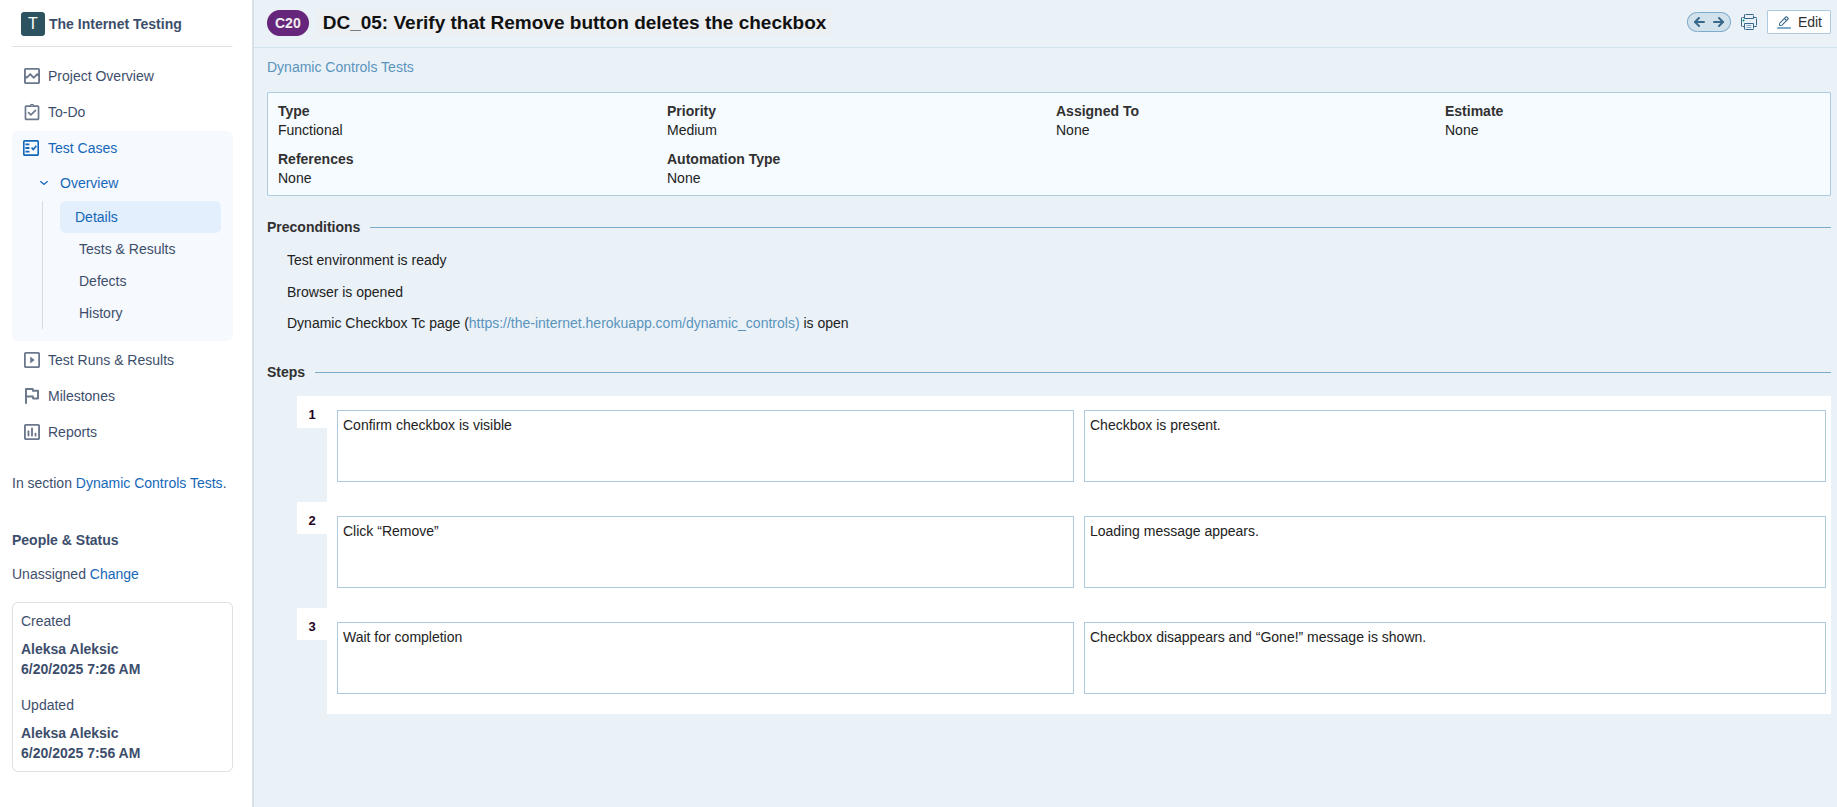 T The Internet Testing
Project Overview
To-Do
Test Cases
Overview
Details
Tests & Results
Defects
History
Test Runs & Results
Milestones
Reports
In section Dynamic Controls Tests.
People & Status
Unassigned Change
Created
Aleksa Aleksic
6/20/2025 7:26 AM
Updated
Aleksa Aleksic
6/20/2025 7:56 AM
C20 DC_05: Verify that Remove button deletes the checkbox
Edit
Dynamic Controls Tests
Type Priority Assigned To Estimate
Functional Medium None None
References Automation Type
None None
Preconditions
Test environment is ready
Browser is opened
Dynamic Checkbox Tc page (https://the-internet.herokuapp.com/dynamic_controls) is open
Steps
1 Confirm checkbox is visible Checkbox is present.
2 Click “Remove” Loading message appears.
3 Wait for completion Checkbox disappears and “Gone!” message is shown.